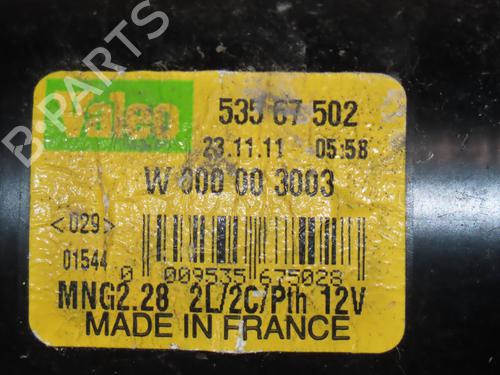 B-PARTS
Valeo
535 67 502
23.11.11 05:58
W 000 00 3003
<029>
01544
0 009535 675028
MNG2.28 2L/2C/Pth 12V
MADE IN FRANCE